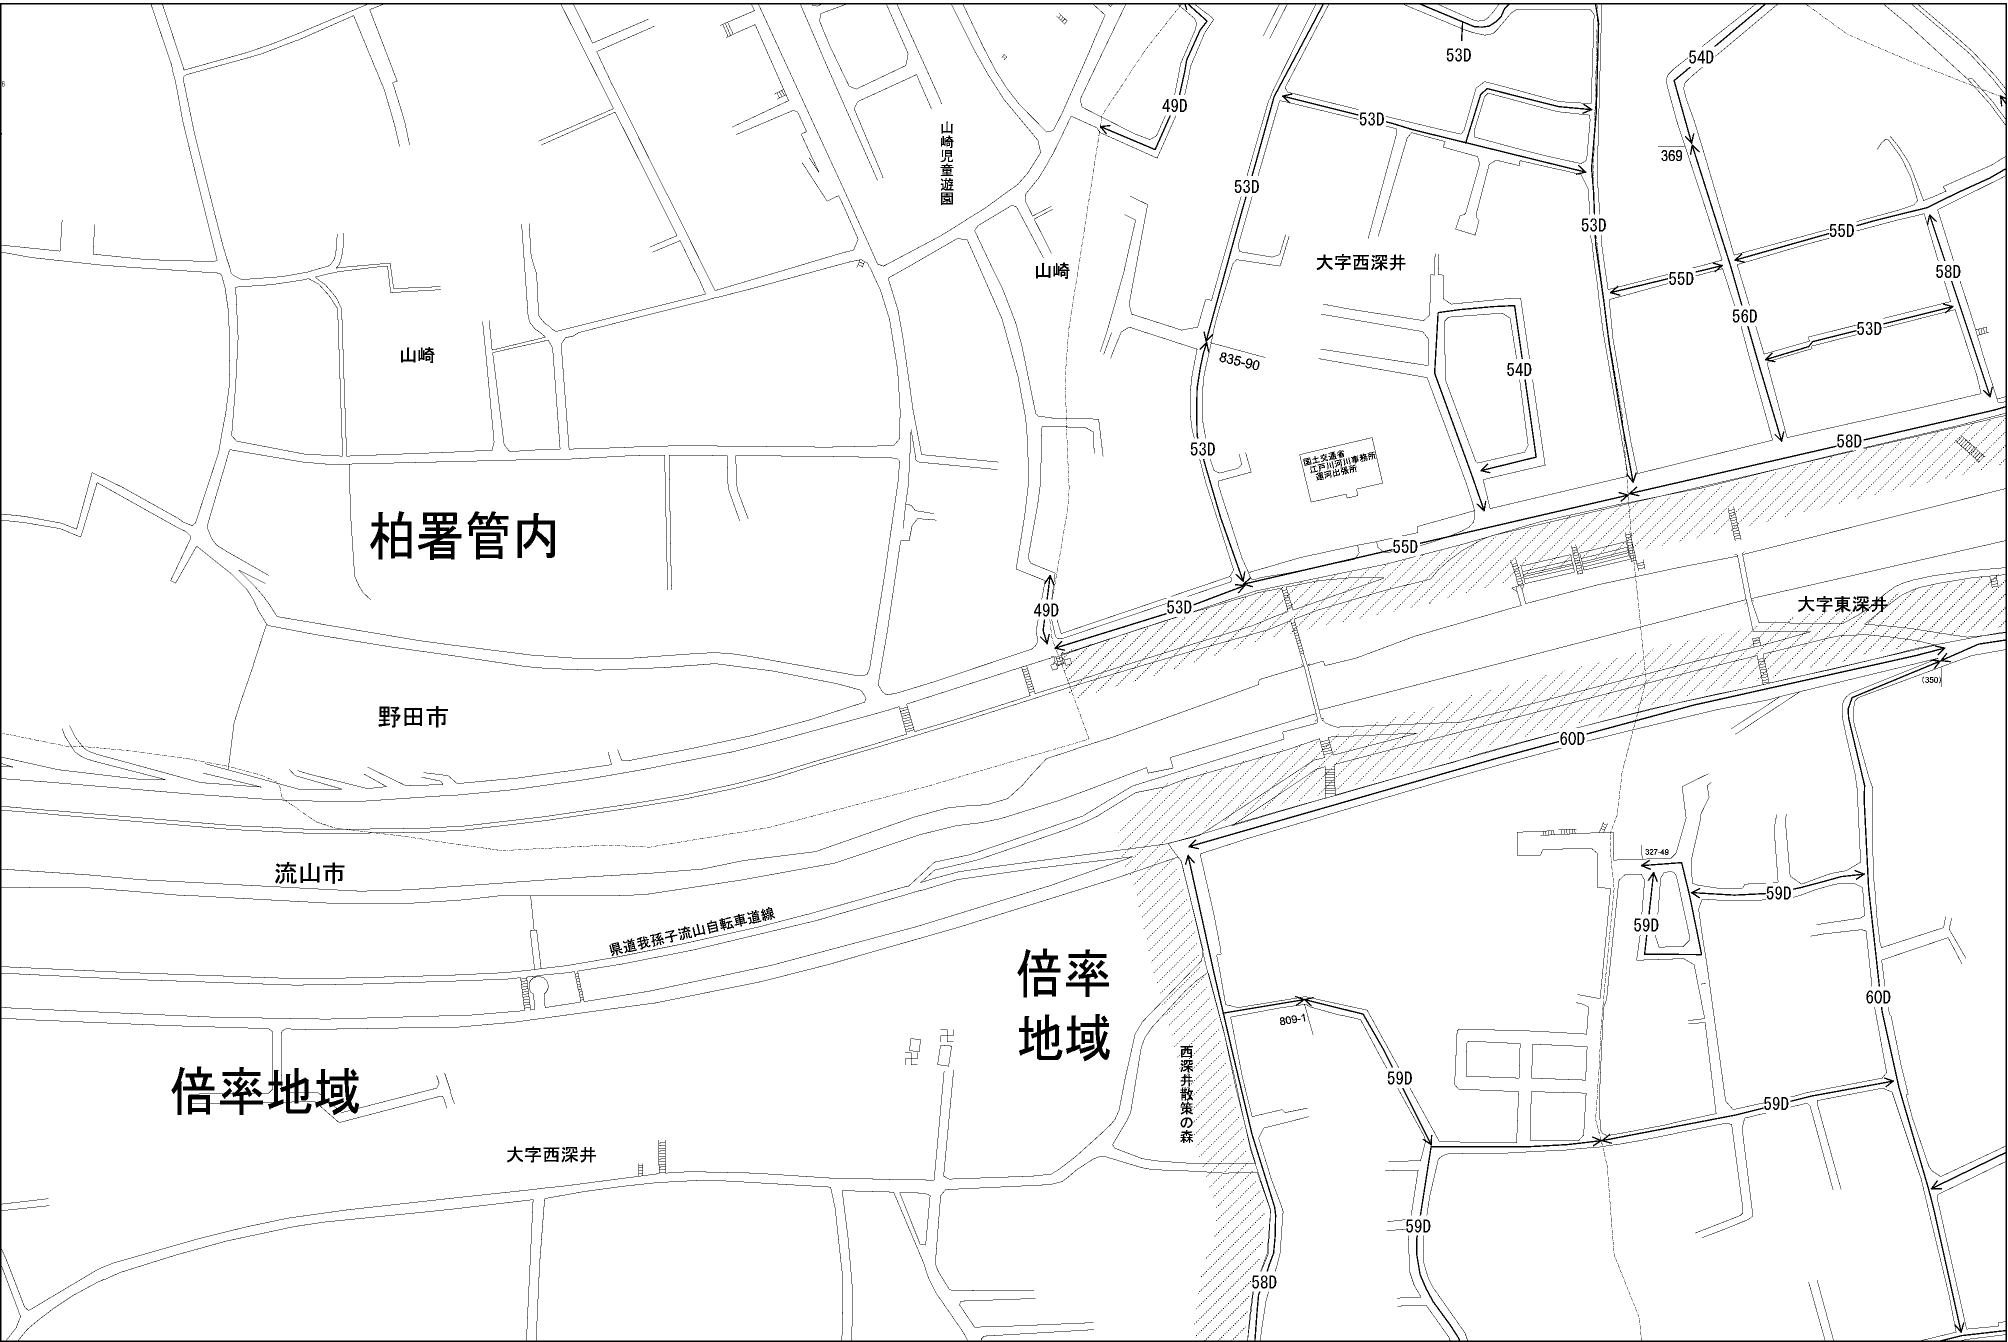 53D
54D
49D
山崎児童遊園
53D
369
53D
53D
55D
大字西深井
山崎
58D
55D
56D
53D
山崎
835-90
54D
53D
58D
国土交通省
江戸川河川事務所
運河出張所
柏署管内
55D
49D
53D
大字東深井
(350)
野田市
60D
327-49
流山市
59D
県道我孫子流山自転車道線
59D
倍率
地域
60D
809-1
西深井散策の森
59D
倍率地域
59D
大字西深井
59D
58D